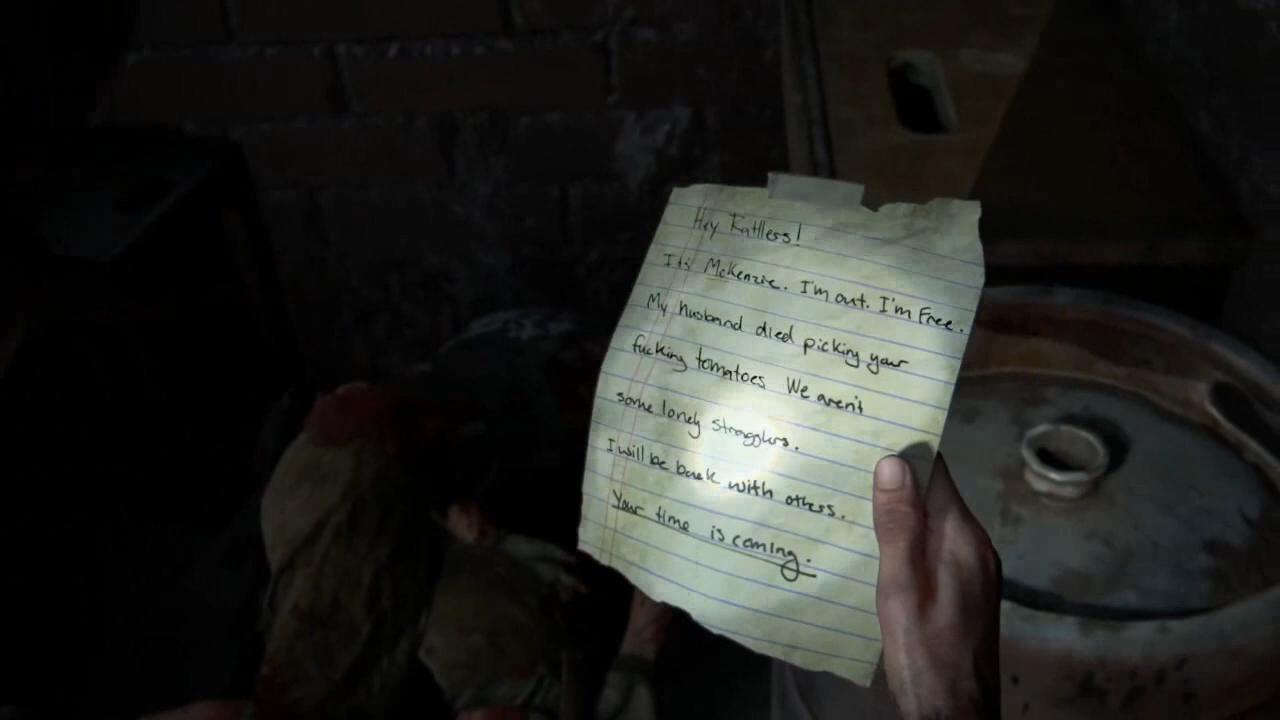 Hey Rattlers!
It's McKenzie. I'm out. I'm Free.
My husband died picking your
fucking tomatoes We aren't
some lonely stragglers.
I will be back with others.
Your time is coming.